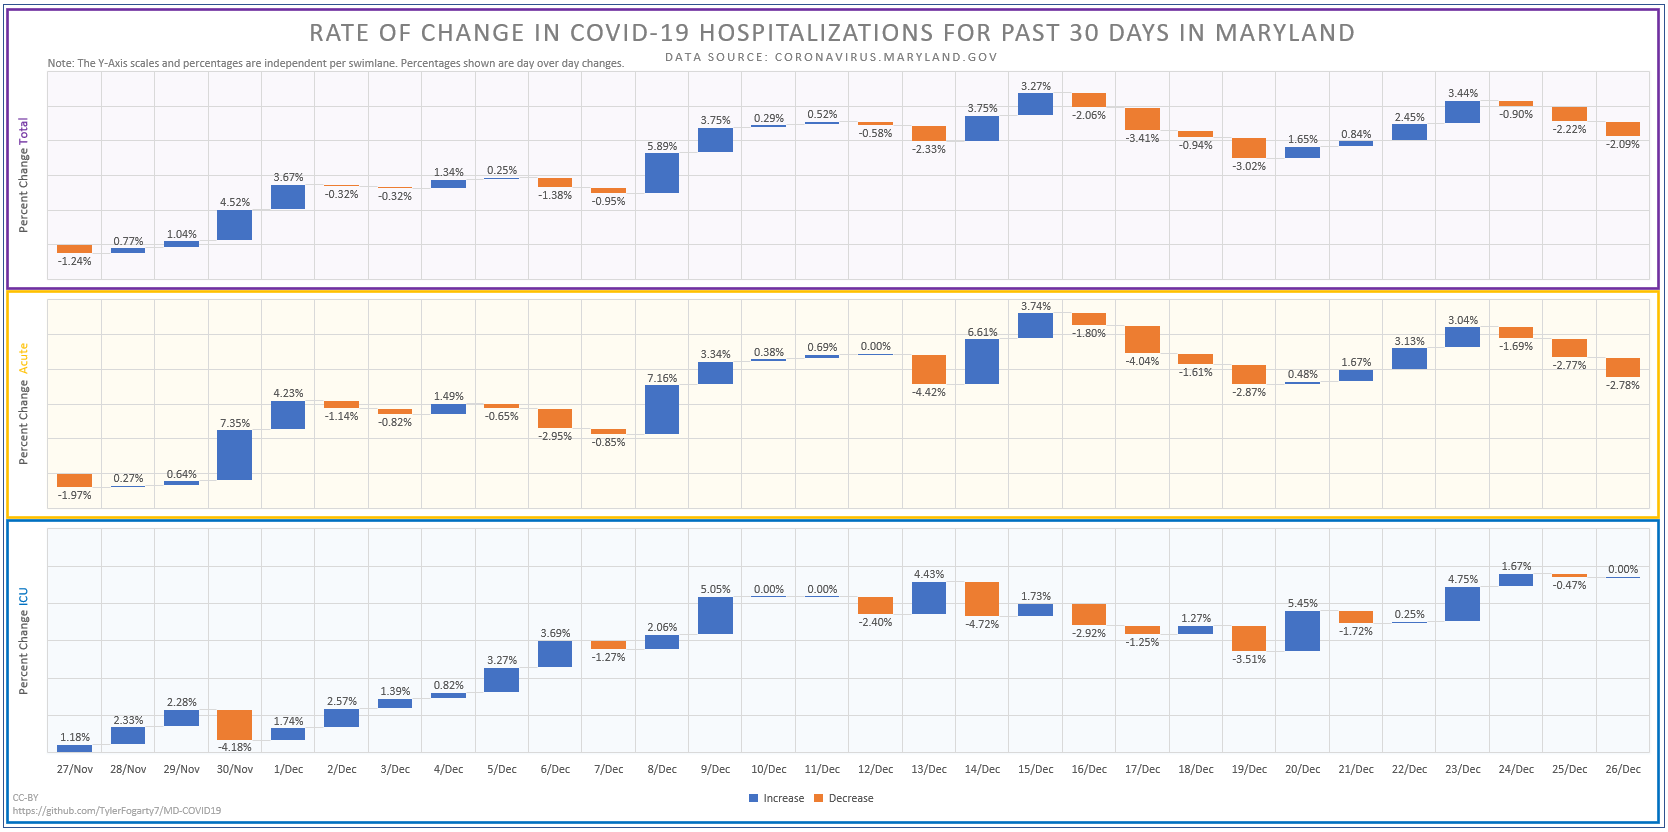 RATE OF CHANGE IN COVID-19 HOSPITALIZATIONS FOR PAST 30 DAYS IN MARYLAND
DATA SOURCE: CORONAVIRUS.MARYLAND.GOV
Note: The Y-Axis scales and percentages are independent per swimlane. Percentages shown are day over day changes.
Percent Change Total
-1.24% 0.77% 1.04% 4.52% 3.67% -0.32% -0.32% 1.34% 0.25% -1.38% -0.95% 5.89% 3.75% 0.29% 0.52% -0.58% -2.33% 3.75% 3.27% -2.06% -3.41% -0.94% -3.02% 1.65% 0.84% 2.45% 3.44% -0.90% -2.22% -2.09%
Percent Change Acute
-1.97% 0.27% 0.64% 7.35% 4.23% -1.14% -0.82% 1.49% -0.65% -2.95% -0.85% 7.16% 3.34% 0.38% 0.69% 0.00% -4.42% 6.61% 3.74% -1.80% -4.04% -1.61% -2.87% 0.48% 1.67% 3.13% 3.04% -1.69% -2.77% -2.78%
Percent Change ICU
1.18% 2.33% 2.28% -4.18% 1.74% 2.57% 1.39% 0.82% 3.27% 3.69% -1.27% 2.06% 5.05% 0.00% 0.00% -2.40% 4.43% -4.72% 1.73% -2.92% -1.25% 1.27% -3.51% 5.45% -1.72% 0.25% 4.75% 1.67% -0.47% 0.00%
27/Nov 28/Nov 29/Nov 30/Nov 1/Dec 2/Dec 3/Dec 4/Dec 5/Dec 6/Dec 7/Dec 8/Dec 9/Dec 10/Dec 11/Dec 12/Dec 13/Dec 14/Dec 15/Dec 16/Dec 17/Dec 18/Dec 19/Dec 20/Dec 21/Dec 22/Dec 23/Dec 24/Dec 25/Dec 26/Dec
Increase Decrease
CC-BY
https://github.com/TylerFogarty7/MD-COVID19